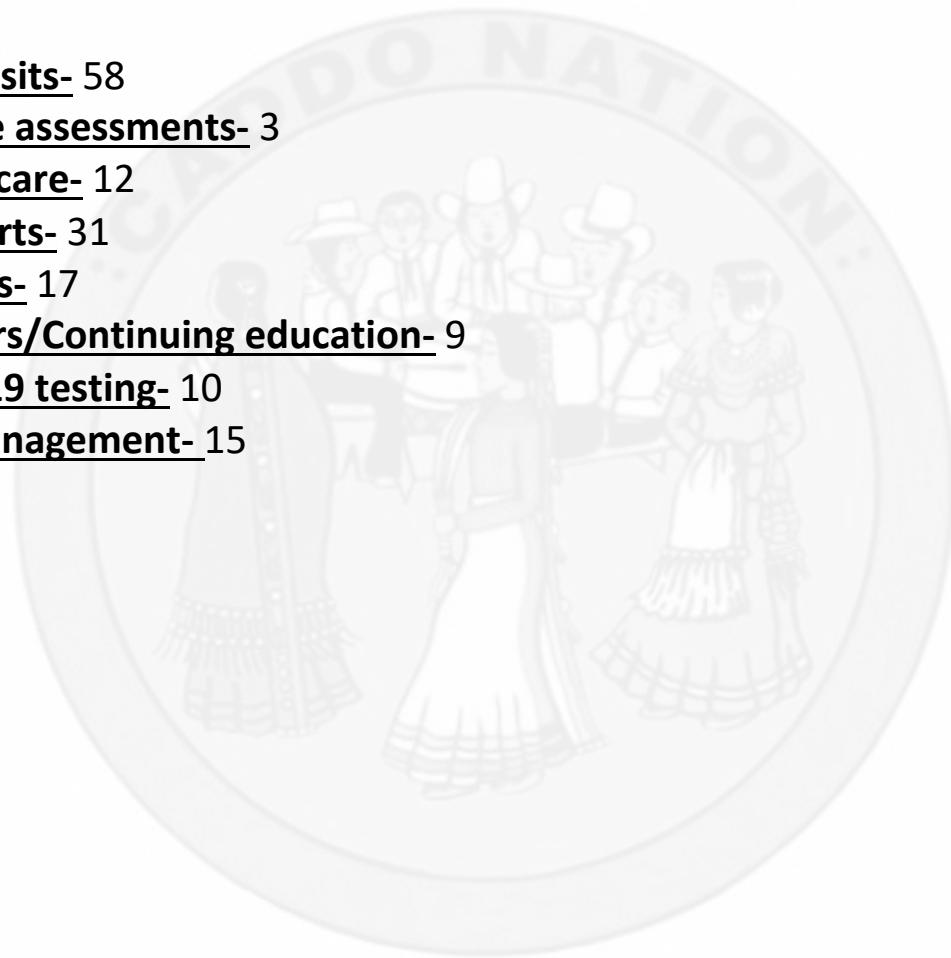 sits- 58
e assessments- 3
care- 12
rts- 31
s- 17
rs/Continuing education- 9
19 testing- 10
nagement- 15
CADDO NATION